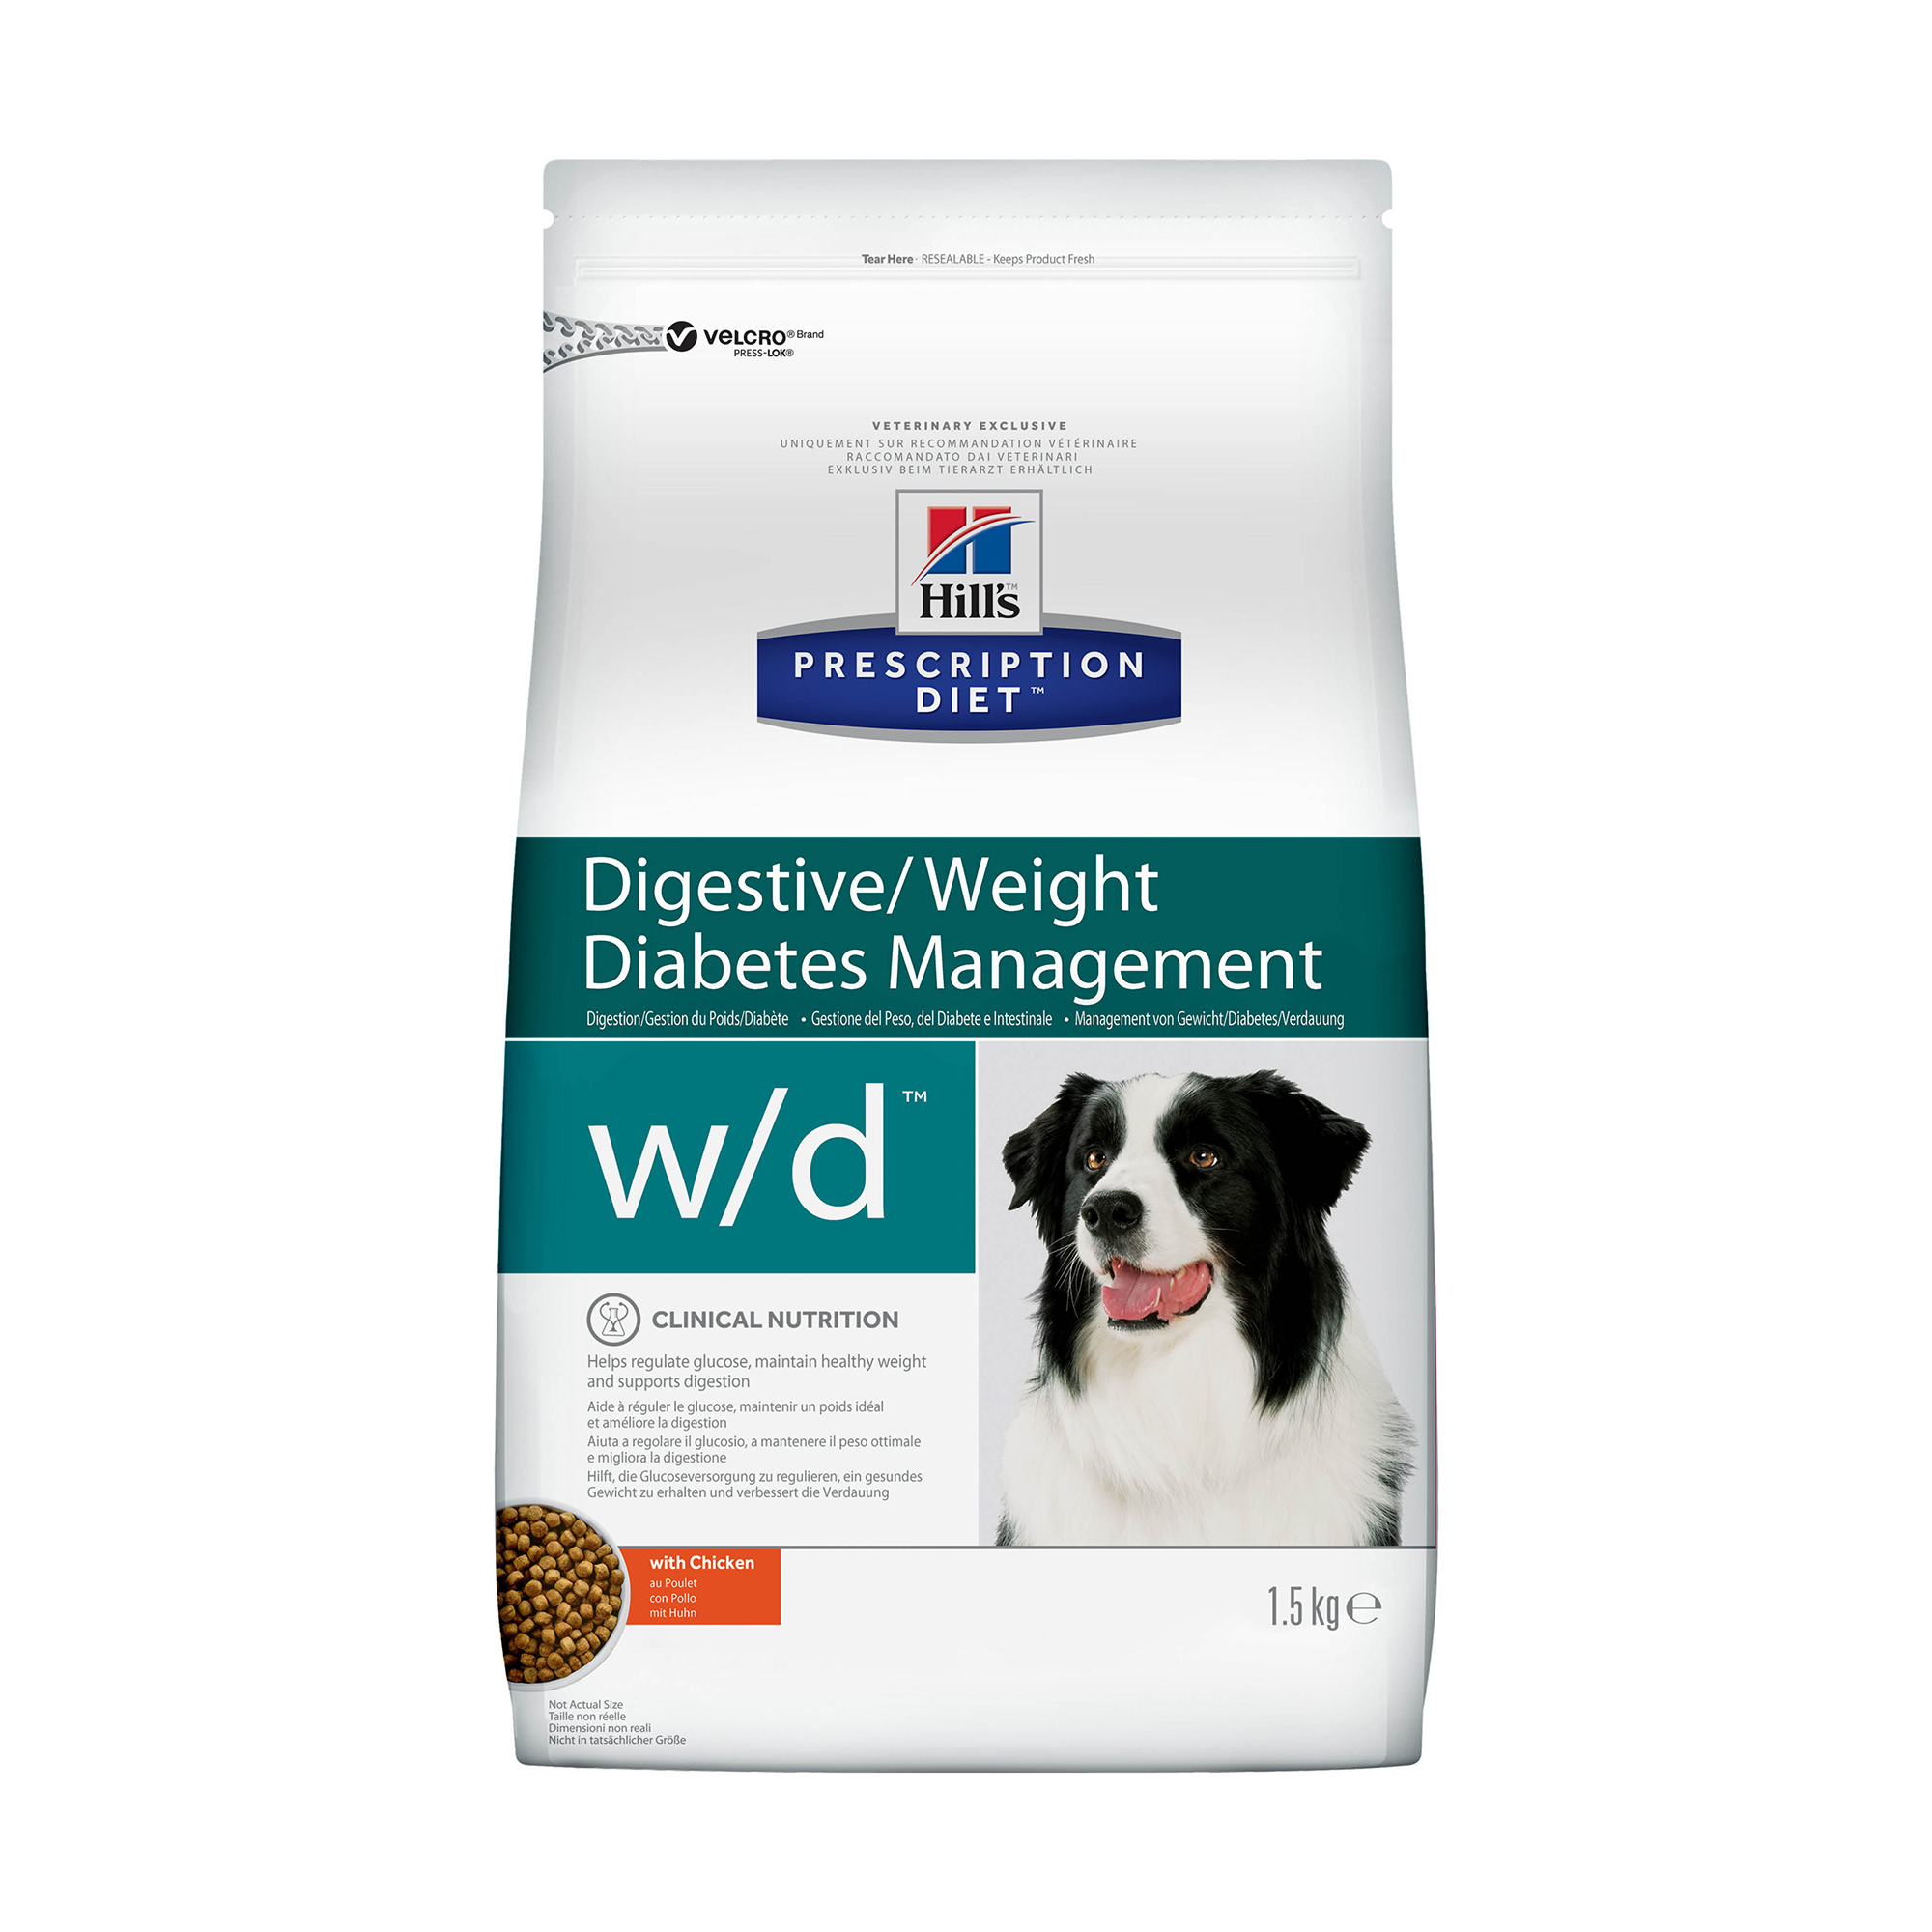 Tear Here - RESEALABLE - Keeps Product Fresh
VELCRO® Brand
PRESS-LOK®
VETERINARY EXCLUSIVE
UNIQUEMENT SUR RECOMMANDATION VÉTÉRINAIRE
RACCOMANDATO DAI VETERINARI
EXKLUSIV BEIM TIERARZT ERHÄLTLICH
Hill's™
PRESCRIPTION
DIET™
Digestive/Weight
Diabetes Management
Digestion/Gestion du Poids/Diabète • Gestione del Peso, del Diabete e Intestinale • Management von Gewicht/Diabetes/Verdauung
w/d™
CLINICAL NUTRITION
Helps regulate glucose, maintain healthy weight
and supports digestion
Aide à réguler le glucose, maintenir un poids idéal
et améliore la digestion
Aiuta a regolare il glucosio, a mantenere il peso ottimale
e migliora la digestione
Hilft, die Glucoseversorgung zu regulieren, ein gesundes
Gewicht zu erhalten und verbessert die Verdauung
with Chicken
au Poulet
con Pollo
mit Huhn
1.5 kg ℮
Not Actual Size
Taille non réelle
Dimensioni non reali
Nicht in tatsächlicher Größe